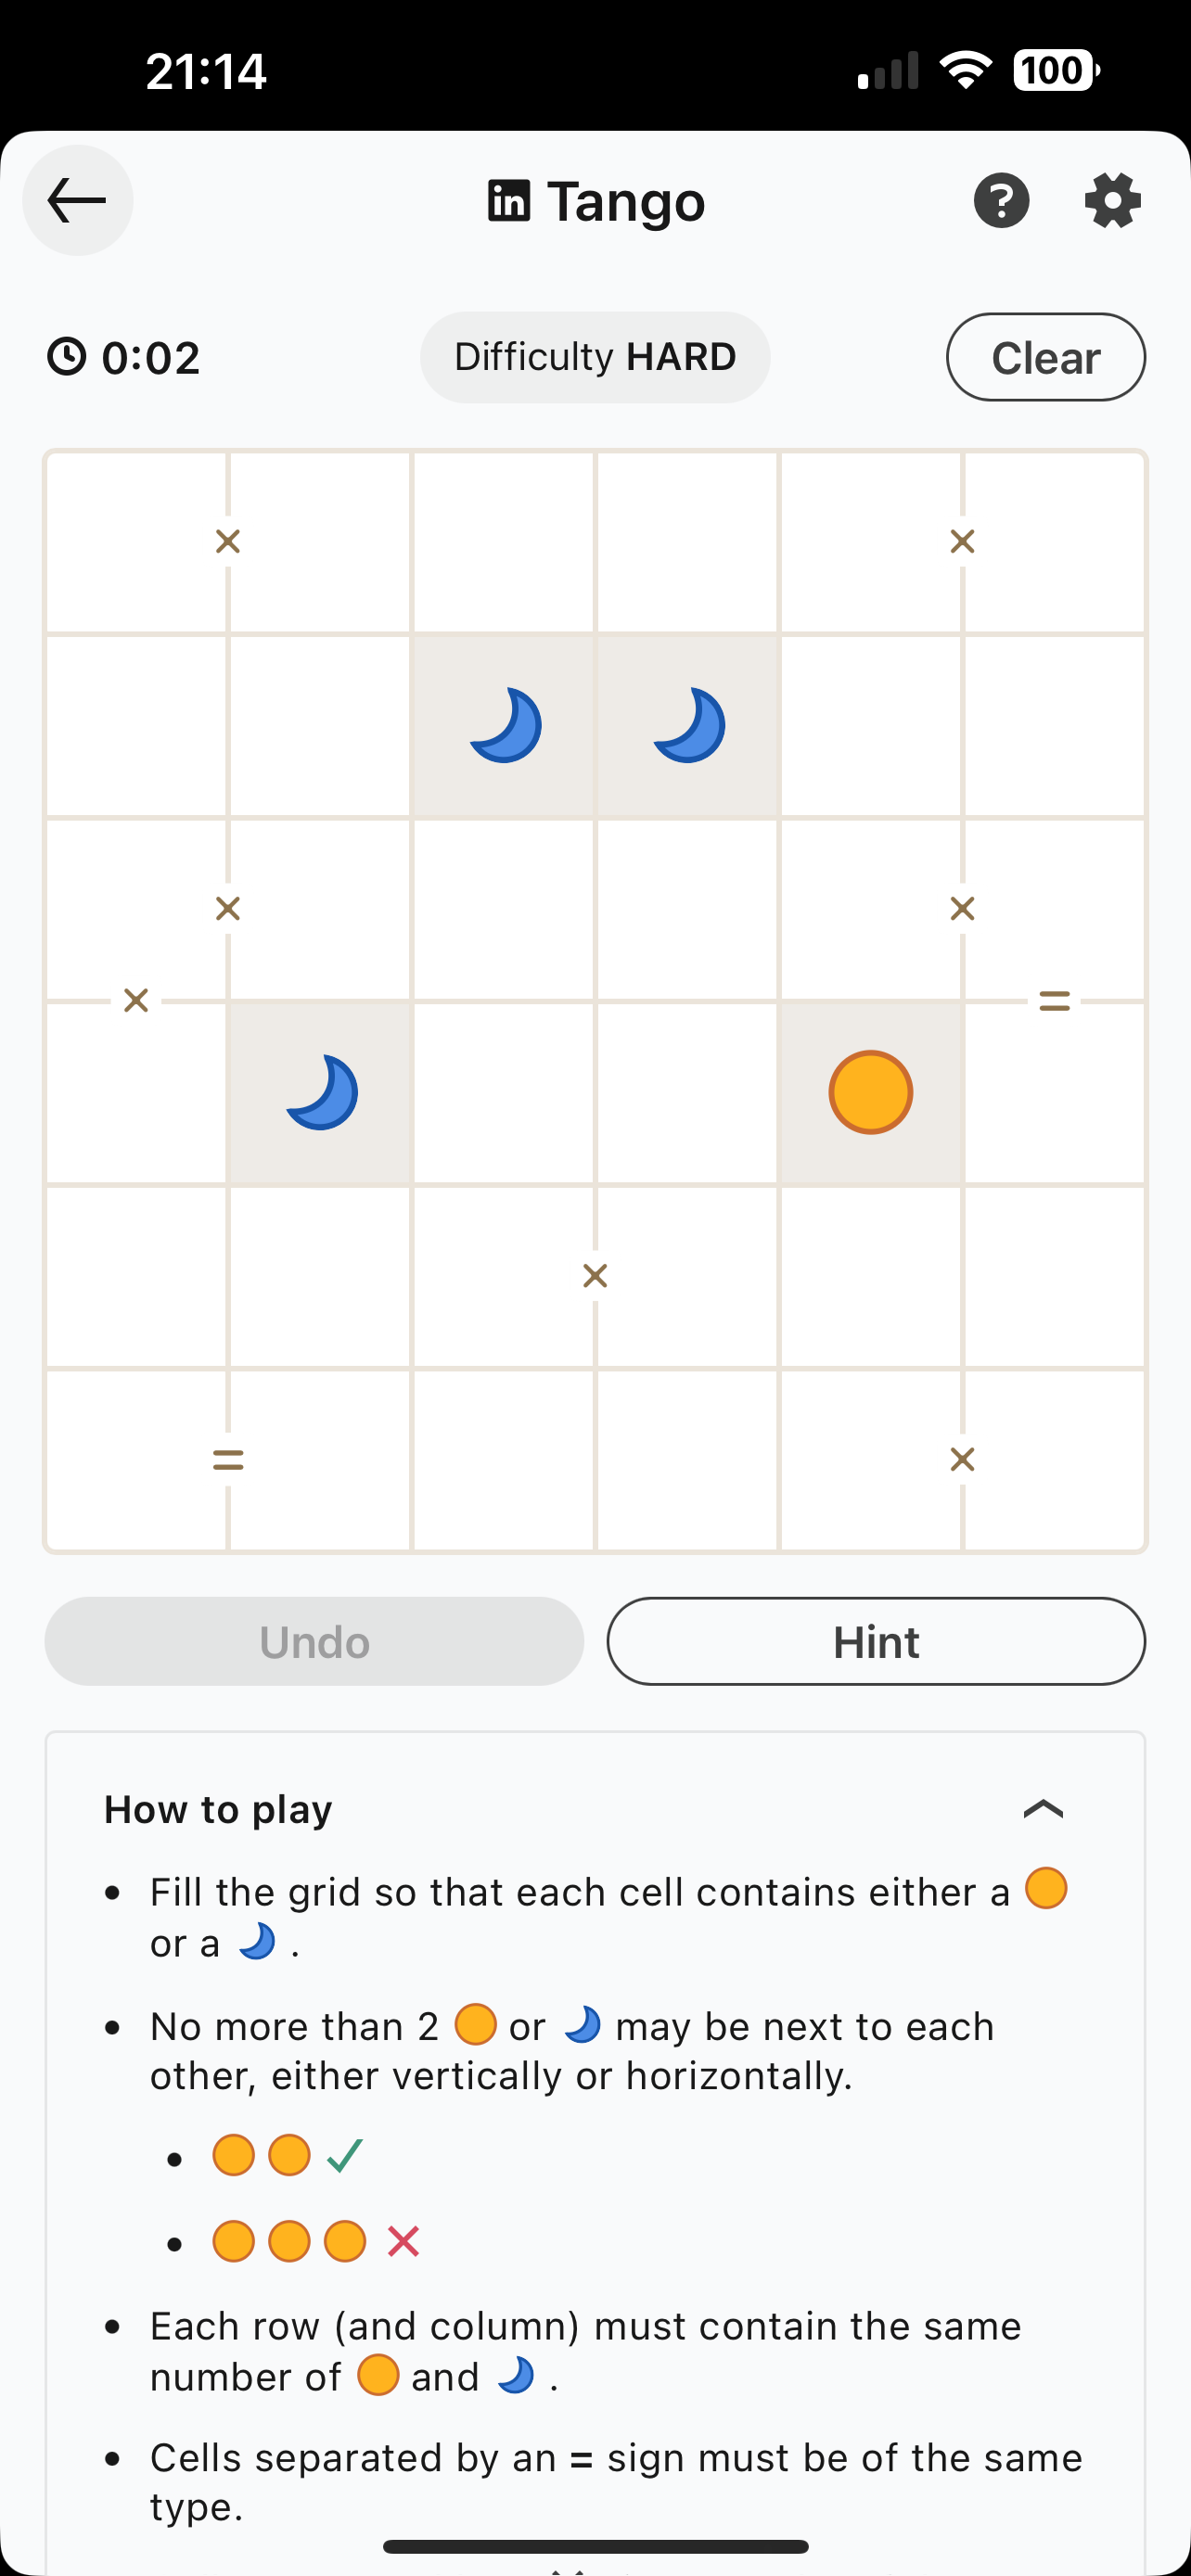 21:14
100
in Tango
?
0:02
Difficulty HARD
Clear
×
×
×
×
×
=
×
=
×
Undo
Hint
How to play
Fill the grid so that each cell contains either a
or a .
No more than 2 or may be next to each
other, either vertically or horizontally.
Each row (and column) must contain the same
number of and .
Cells separated by an = sign must be of the same
type.